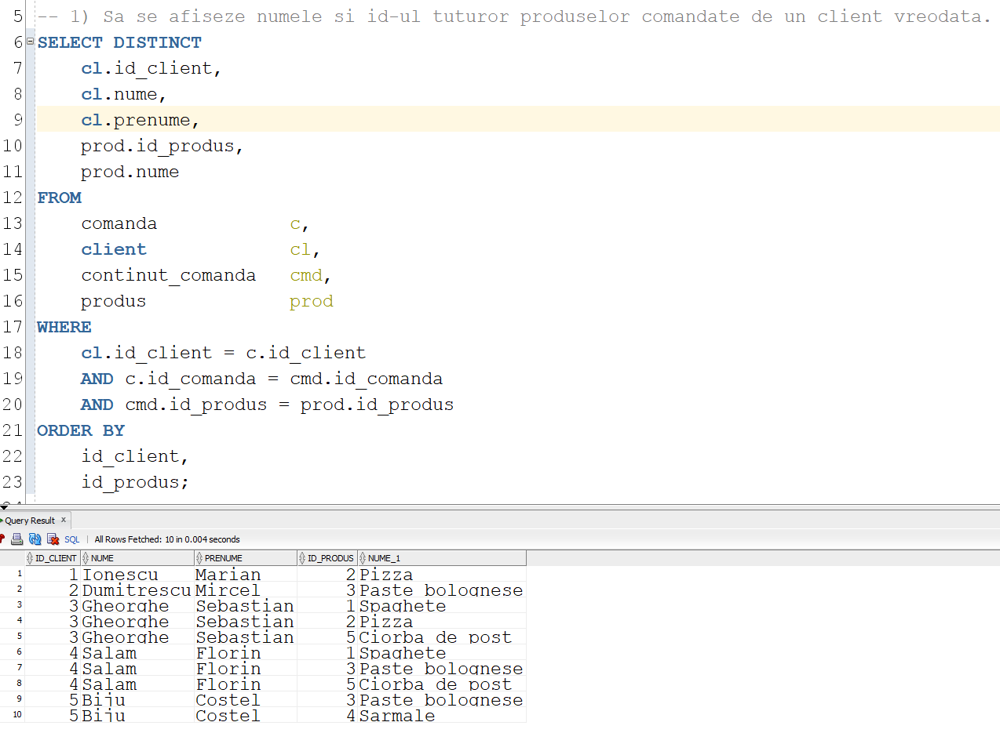 5 -- 1) Sa se afiseze numele si id-ul tuturor produselor comandate de un client vreodata.
6 SELECT DISTINCT
7 cl.id_client,
8 cl.nume,
9 cl.prenume,
10 prod.id_produs,
11 prod.nume
12 FROM
13 comanda c,
14 client cl,
15 continut_comanda cmd,
16 produs prod
17 WHERE
18 cl.id_client = c.id_client
19 AND c.id_comanda = cmd.id_comanda
20 AND cmd.id_produs = prod.id_produs
21 ORDER BY
22 id_client,
23 id_produs;
Query Result x
SQL | All Rows Fetched: 10 in 0.004 seconds
ID_CLIENT NUME PRENUME ID_PRODUS NUME_1
1 1 Ionescu Marian 2 Pizza
2 2 Dumitrescu Mircel 3 Paste bolognese
3 3 Gheorghe Sebastian 1 Spaghete
4 3 Gheorghe Sebastian 2 Pizza
5 3 Gheorghe Sebastian 5 Ciorba de post
6 4 Salam Florin 1 Spaghete
7 4 Salam Florin 3 Paste bolognese
8 4 Salam Florin 5 Ciorba de post
9 5 Biju Costel 3 Paste bolognese
10 5 Biju Costel 4 Sarmale